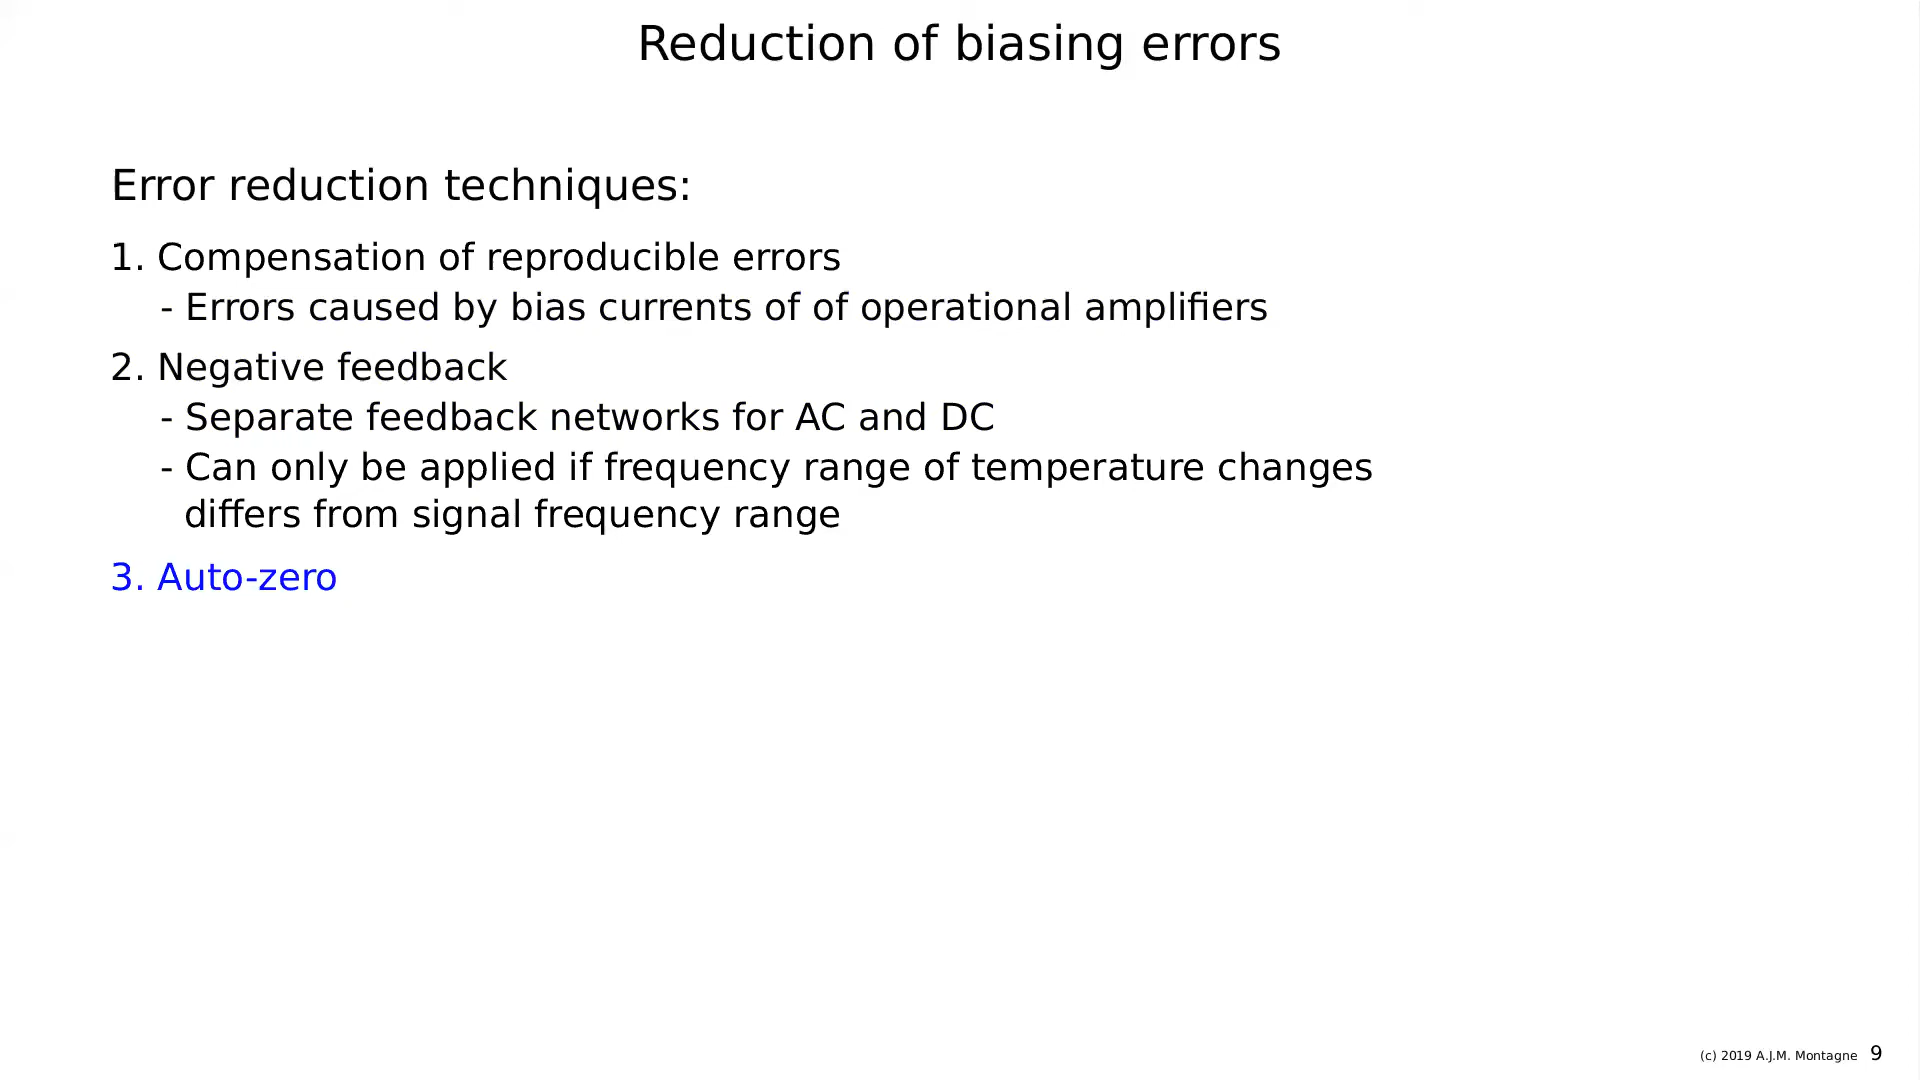 Reduction of biasing errors
Error reduction techniques:
1. Compensation of reproducible errors
- Errors caused by bias currents of of operational amplifiers
2. Negative feedback
- Separate feedback networks for AC and DC
- Can only be applied if frequency range of temperature changes
differs from signal frequency range
3. Auto-zero
(c) 2019 A.J.M. Montagne 9